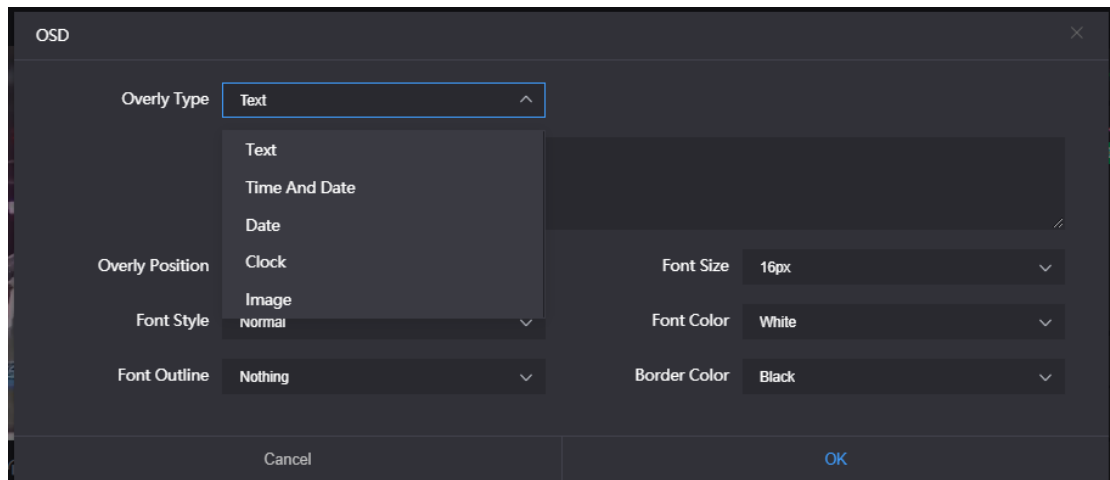 OSD
Overly Type Text
Text
Time And Date
Date
Clock
Image
Overly Position
Font Size 16px
Font Style Normal
Font Color White
Font Outline Nothing
Border Color Black
Cancel
OK